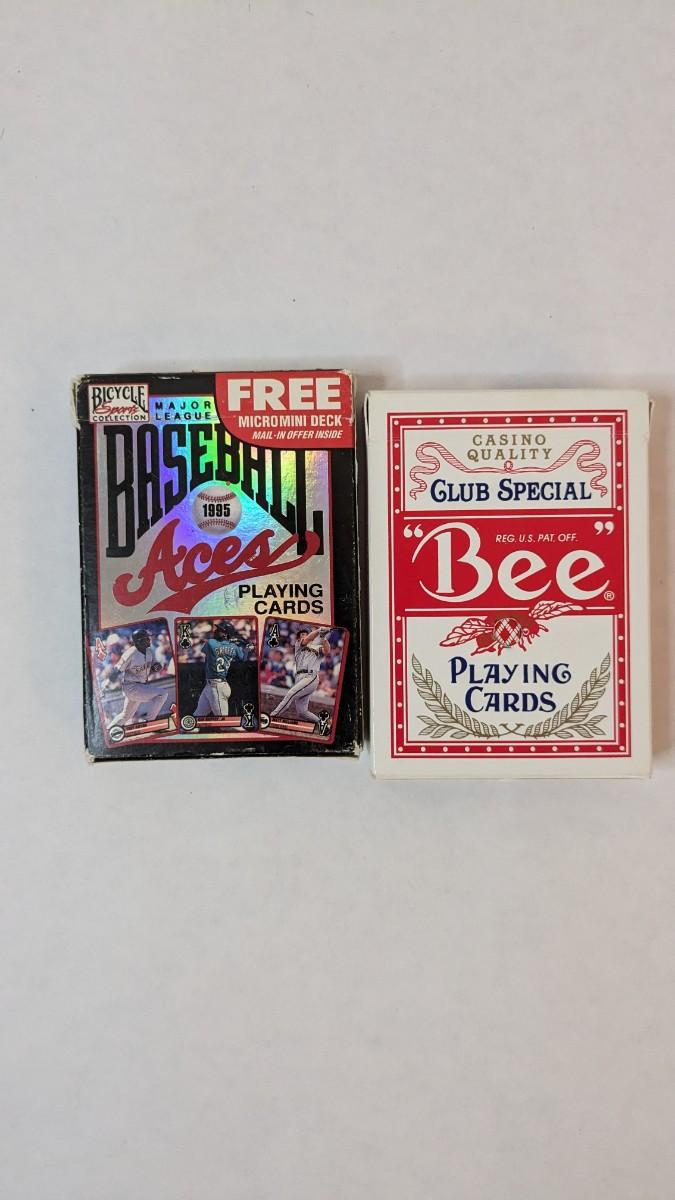 BICYCLE
Sports
COLLECTION
MAJOR
LEAGUE
FREE
MICROMINI DECK
MAIL-IN OFFER INSIDE
BASEBALL
1995
Aces
PLAYING
CARDS
A
K
A
K
A
CASINO
QUALITY
CLUB SPECIAL
REG. U.S. PAT. OFF.
"Bee"®
PLAYING
CARDS